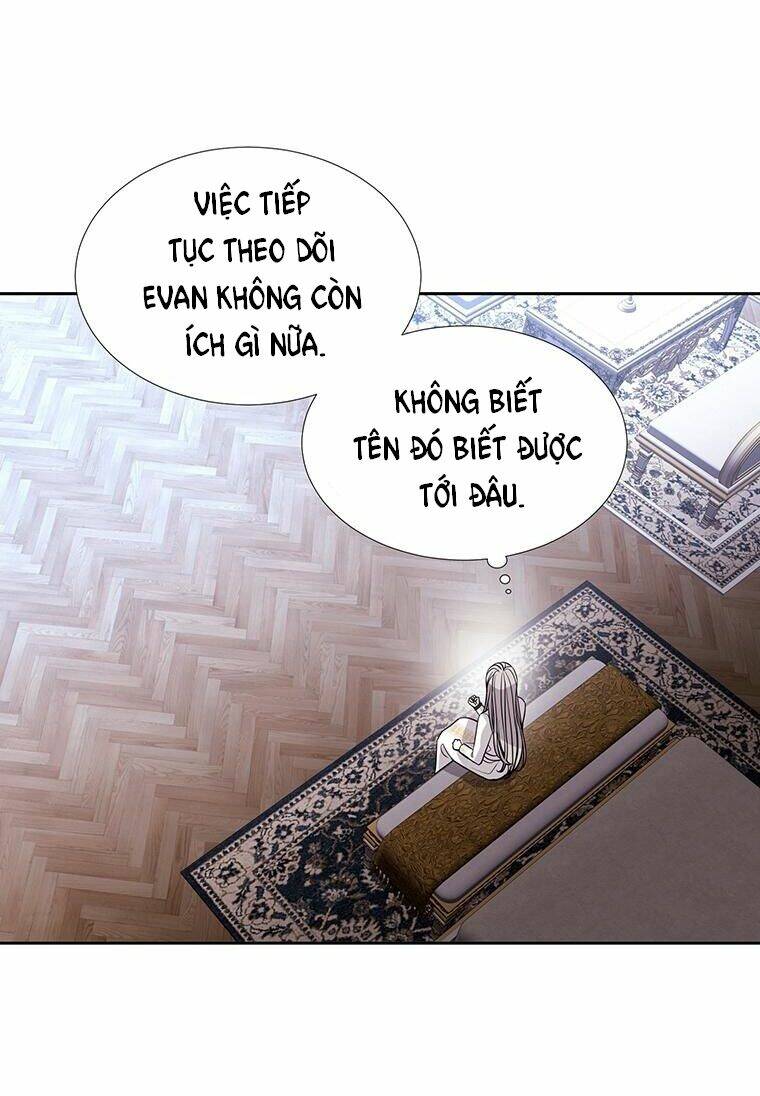 VIỆC TIẾP
TỤC THEO DÕI
EVAN KHÔNG CÒN
ÍCH GÌ NỮA.
KHÔNG BIẾT
TÊN ĐÓ BIẾT ĐƯỢC
TỚI ĐÂU.